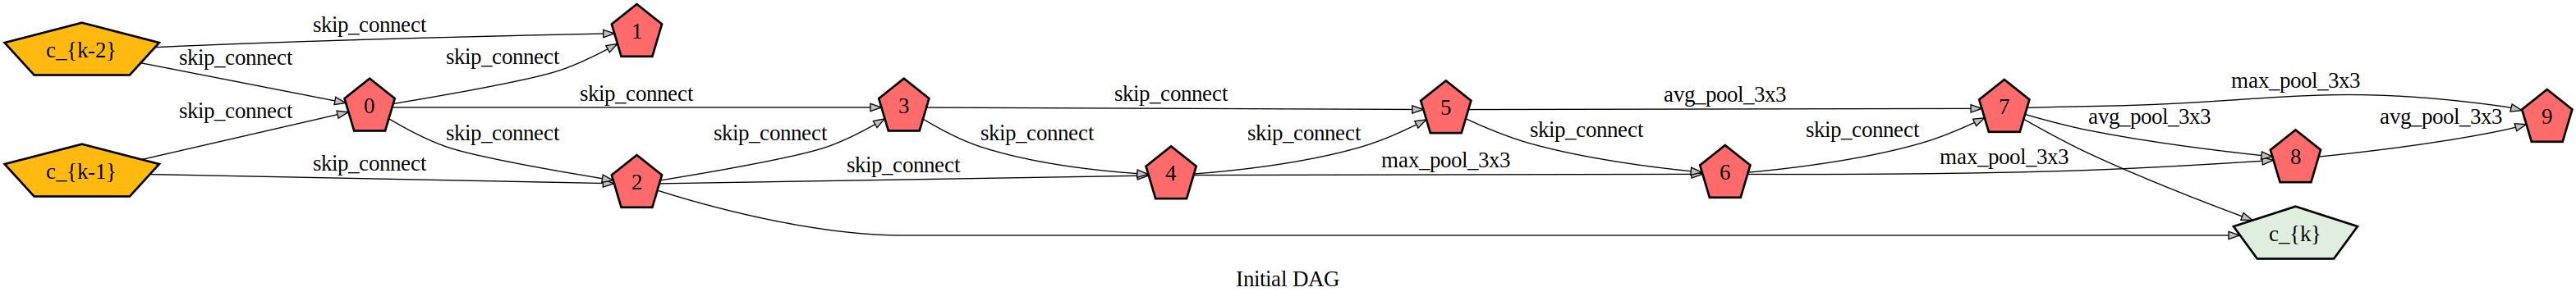 c_{k-2}
skip_connect
1
skip_connect
skip_connect
skip_connect
0
skip_connect
3
skip_connect
5
avg_pool_3x3
7
max_pool_3x3
9
avg_pool_3x3
avg_pool_3x3
skip_connect
skip_connect
skip_connect
skip_connect
skip_connect
skip_connect
c_{k-1}
skip_connect
2
skip_connect
4
max_pool_3x3
6
max_pool_3x3
8
c_{k}
Initial DAG